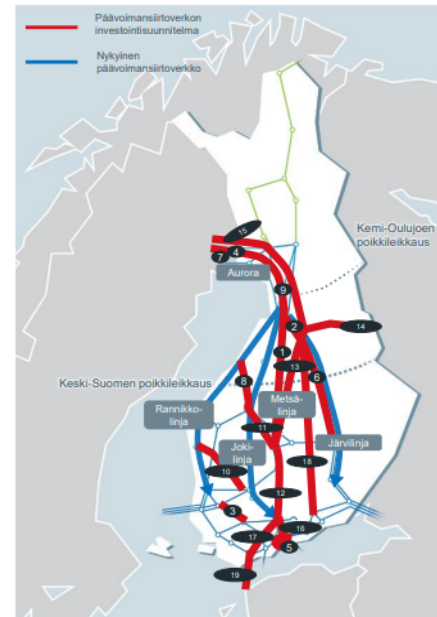 Päävoimansiirtoverkon
investointisuunnitelma
Nykyinen
päävoimansiirtoverkko
15
Kemi-Oulujoen
poikkileikkaus
4
7
Aurora
9
2
14
1
13
Keski-Suomen poikkileikkaus
6
8
Metsä-
linja
Rannikko-
linja
11
Joki-
linja
Järvilinja
18
10
12
3
16
17
5
19